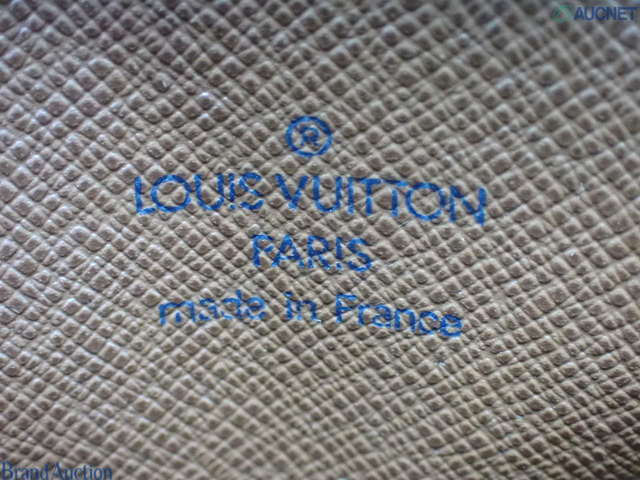 AUCNET
®
LOUIS VUITTON
PARIS
made in France
Brand Auction